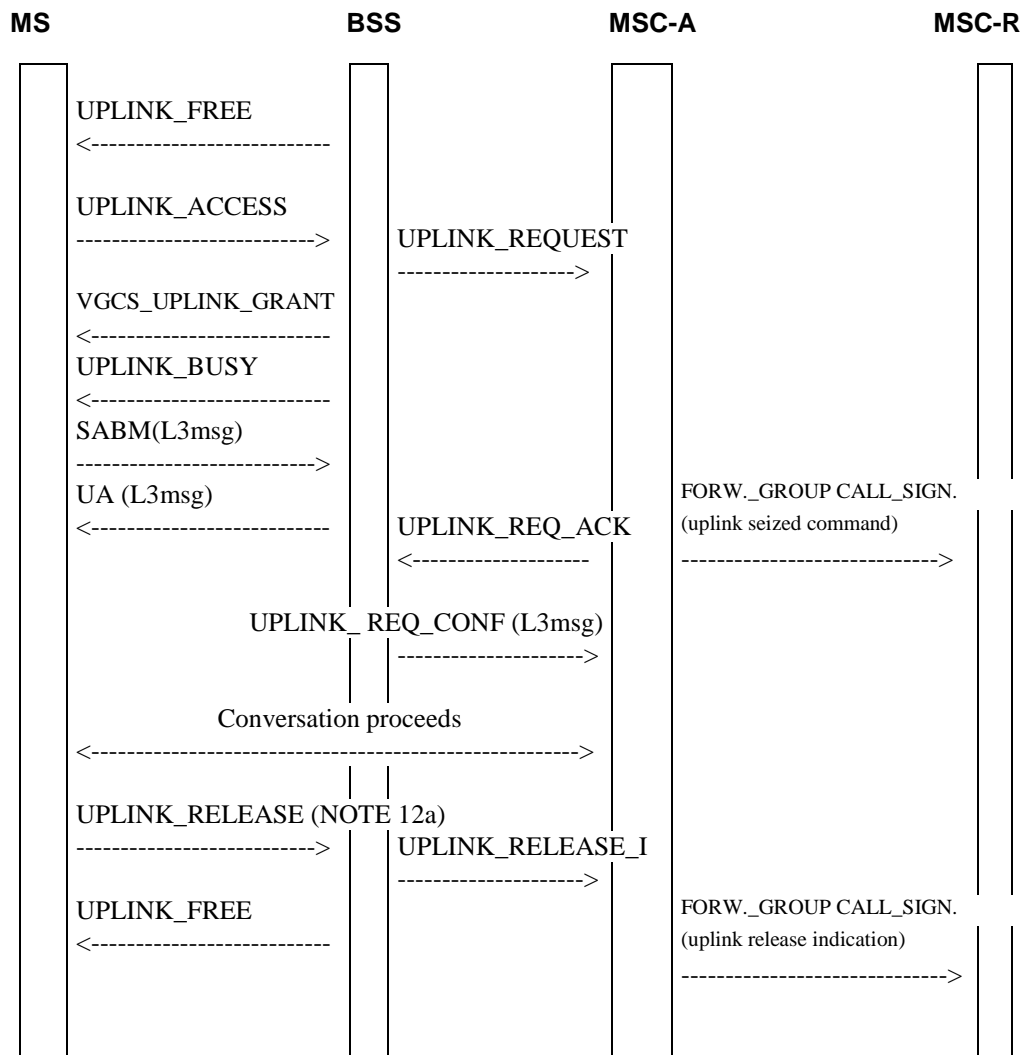 MS BSS MSC-A MSC-R
UPLINK_FREE
UPLINK_ACCESS
UPLINK_REQUEST
VGCS_UPLINK_GRANT
UPLINK_BUSY
SABM(L3msg)
UA (L3msg)
FORW._GROUP CALL_SIGN.
UPLINK_REQ_ACK
(uplink seized command)
UPLINK_ REQ_CONF (L3msg)
Conversation proceeds
UPLINK_RELEASE (NOTE 12a)
UPLINK_RELEASE_I
UPLINK_FREE
FORW._GROUP CALL_SIGN.
(uplink release indication)